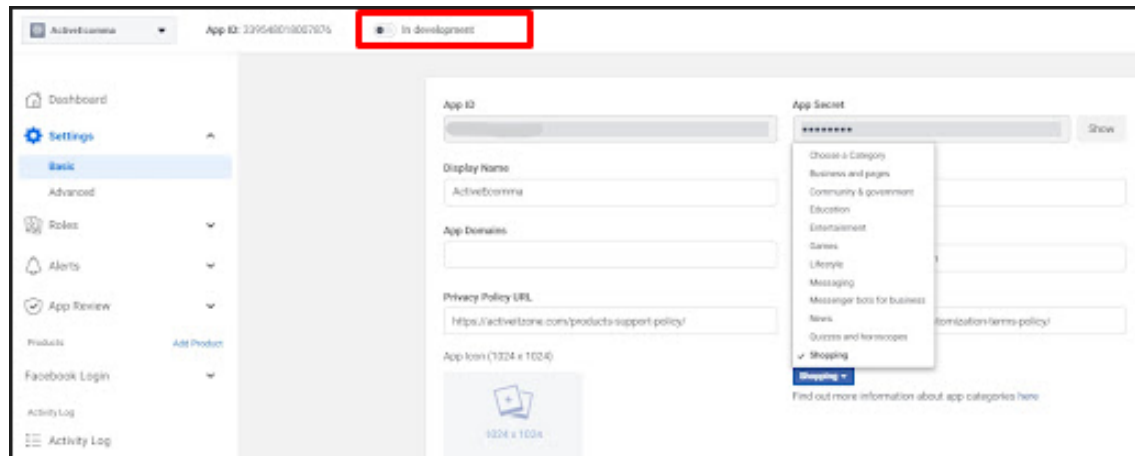 ActiveEcomma
App ID: 339548018007876
In development
Dashboard
Settings
Basic
Advanced
Roles
Alerts
App Review
Products
Add Product
Facebook Login
Activity Log
Activity Log
App ID
App Secret
Show
Display Name
ActiveEcomma
App Domains
Privacy Policy URL
https://activeitzone.com/products-support-policy/
App Icon (1024 x 1024)
1024 x 1024
Choose a Category
Business and pages
Community & government
Education
Entertainment
Games
Lifestyle
Messaging
Messenger bots for business
News
Quizzes and horoscopes
Shopping
tomization-terms-policy/
Shopping
Find out more information about app categories here